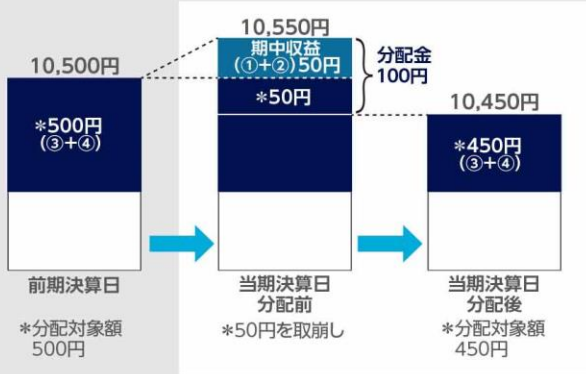 10,500円
*500円
(③+④)
前期決算日
*分配対象額
500円
10,550円
期中収益
(①+②)50円
*50円
分配金
100円
当期決算日
分配前
*50円を取崩し
10,450円
*450円
(③+④)
当期決算日
分配後
*分配対象額
450円